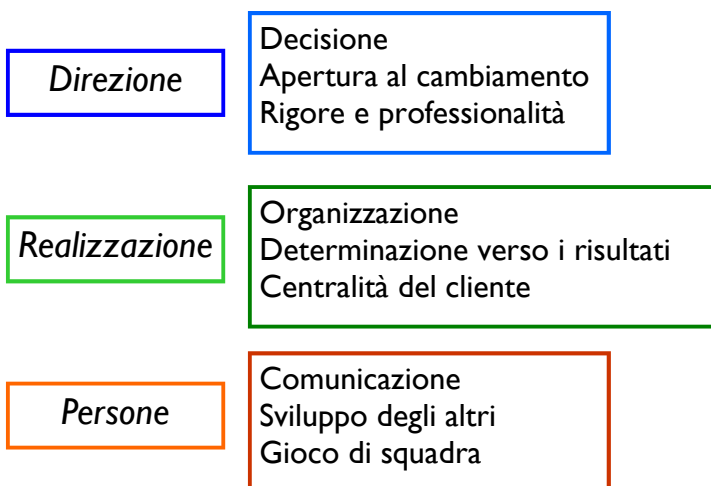 Direzione
Decisione
Apertura al cambiamento
Rigore e professionalità
Realizzazione
Organizzazione
Determinazione verso i risultati
Centralità del cliente
Persone
Comunicazione
Sviluppo degli altri
Gioco di squadra